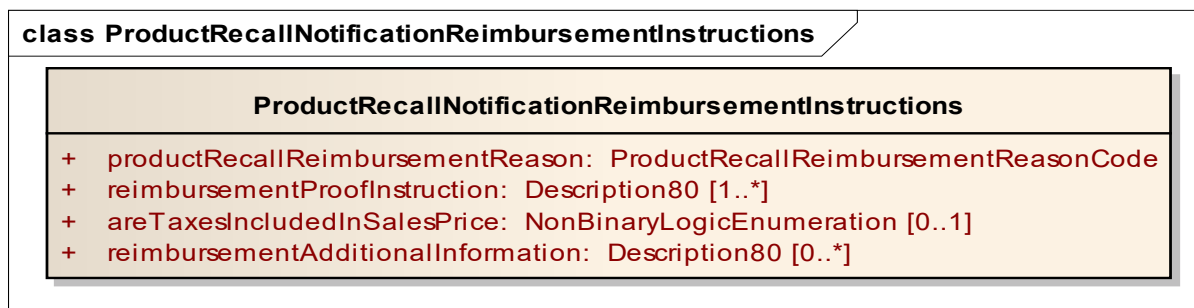 class ProductRecallNotificationReimbursementInstructions
ProductRecallNotificationReimbursementInstructions
+ productRecallReimbursementReason: ProductRecallReimbursementReasonCode
+ reimbursementProofInstruction: Description80 [1..*]
+ areTaxesIncludedInSalesPrice: NonBinaryLogicEnumeration [0..1]
+ reimbursementAdditionalInformation: Description80 [0..*]